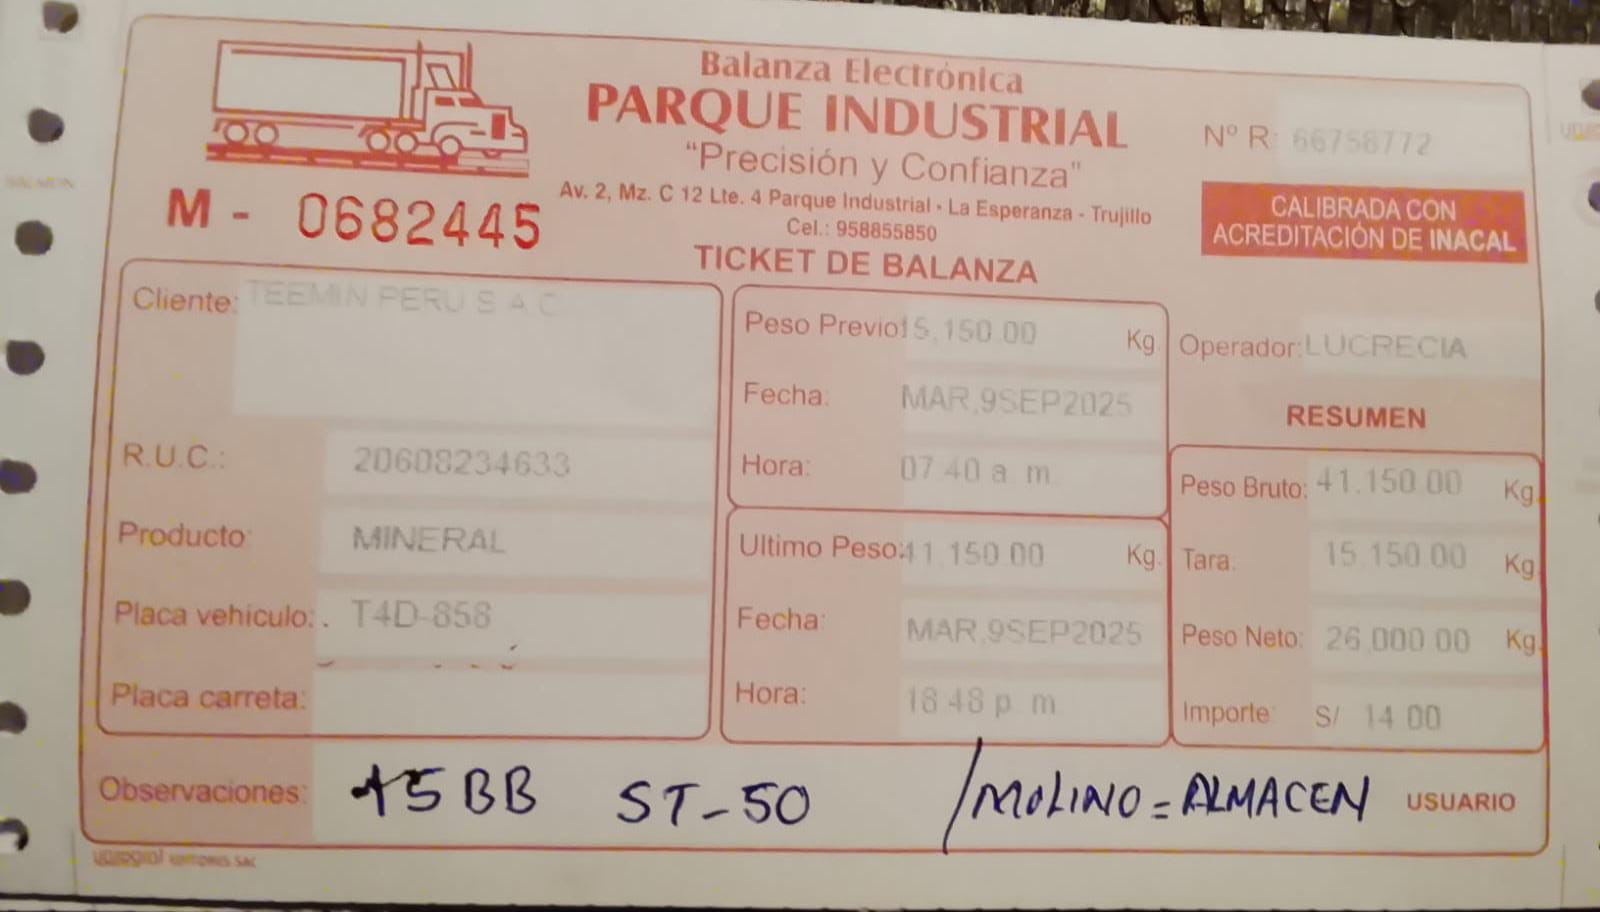 Balanza Electrónica
PARQUE INDUSTRIAL
"Precisión y Confianza"
Av. 2, Mz. C 12 Lte. 4 Parque Industrial - La Esperanza - Trujillo
Cel.: 958855850
TICKET DE BALANZA
M - 0682445
Nº R: 66758772
CALIBRADA CON
ACREDITACIÓN DE INACAL
Cliente: TEEMIN PERU S A C
R.U.C.: 20608234633
Producto: MINERAL
Placa vehículo: . T4D-858
Placa carreta:
Peso Previo: 15,150.00 Kg.
Fecha: MAR,9SEP2025
Hora: 07 40 a m
Ultimo Peso: 41,150.00 Kg.
Fecha: MAR,9SEP2025
Hora: 18 48 p m
Operador: LUCRECIA
RESUMEN
Peso Bruto: 41.150.00 Kg.
Tara: 15.150.00 Kg.
Peso Neto: 26,000.00 Kg.
Importe: S/ 14 00
Observaciones: 15 BB ST-50 / MOLINO = ALMACEN USUARIO
EDITORES SAC